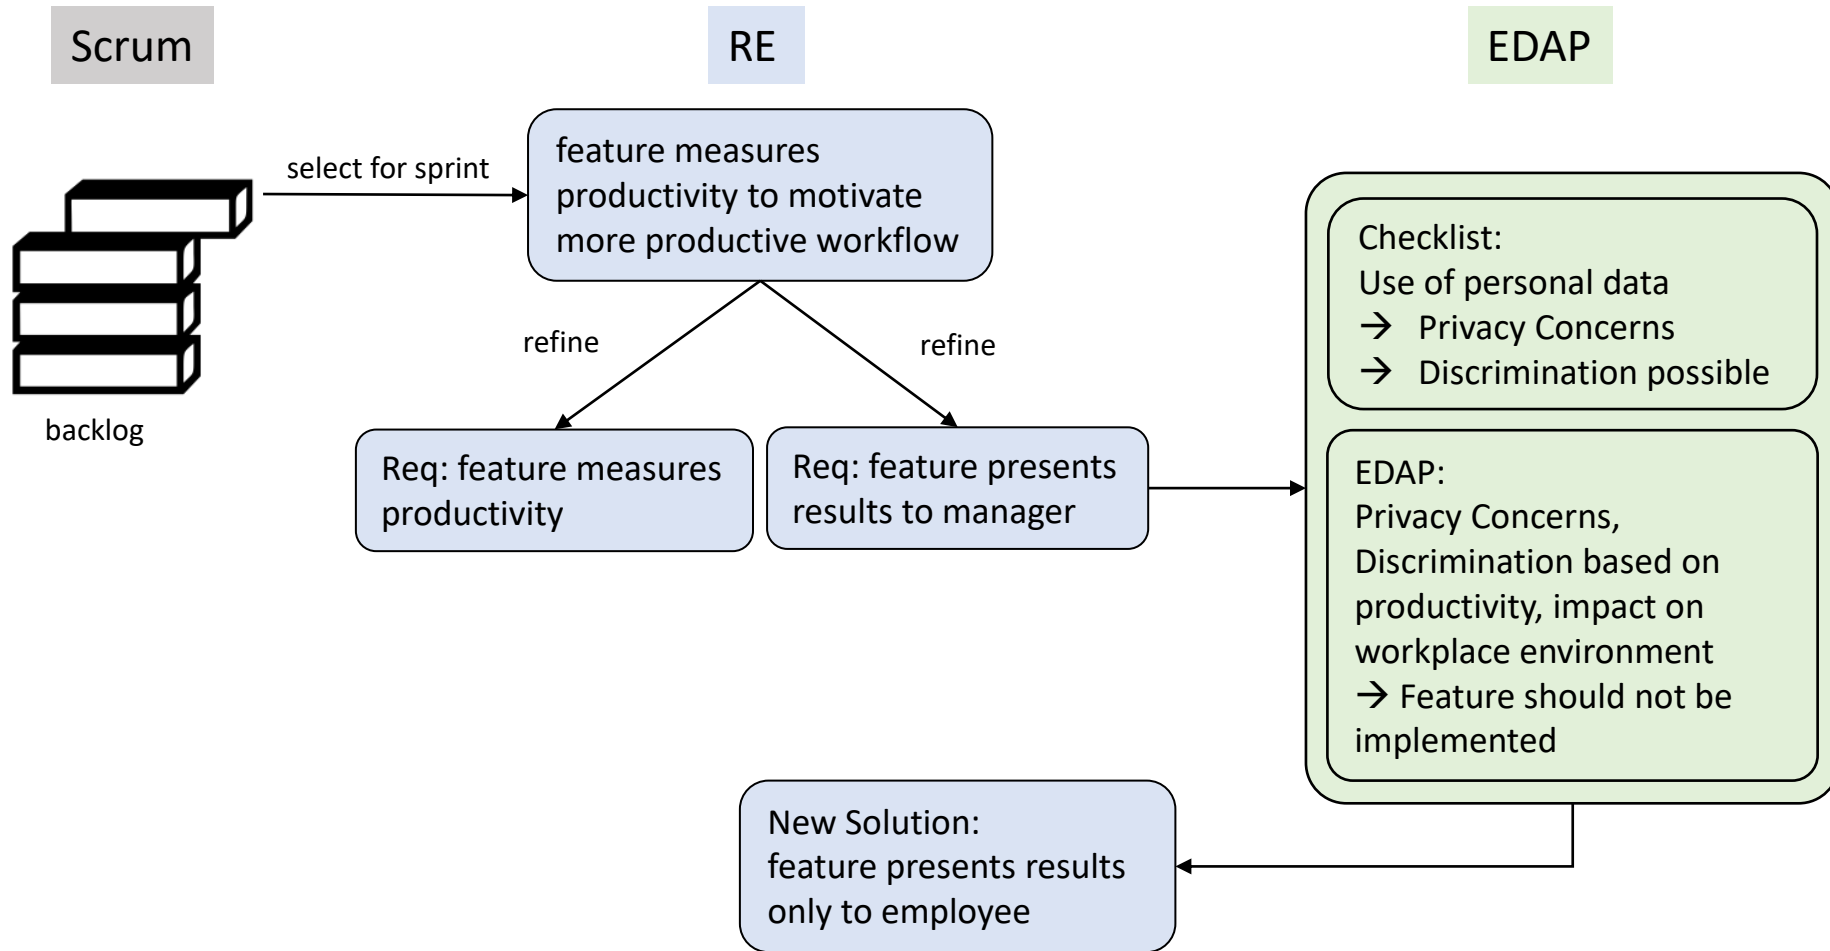 Scrum
RE
EDAP
select for sprint
feature measures
productivity to motivate
more productive workflow
backlog
refine
refine
Req: feature measures
productivity
Req: feature presents
results to manager
Checklist:
Use of personal data
→ Privacy Concerns
→ Discrimination possible
EDAP:
Privacy Concerns,
Discrimination based on
productivity, impact on
workplace environment
→ Feature should not be
implemented
New Solution:
feature presents results
only to employee